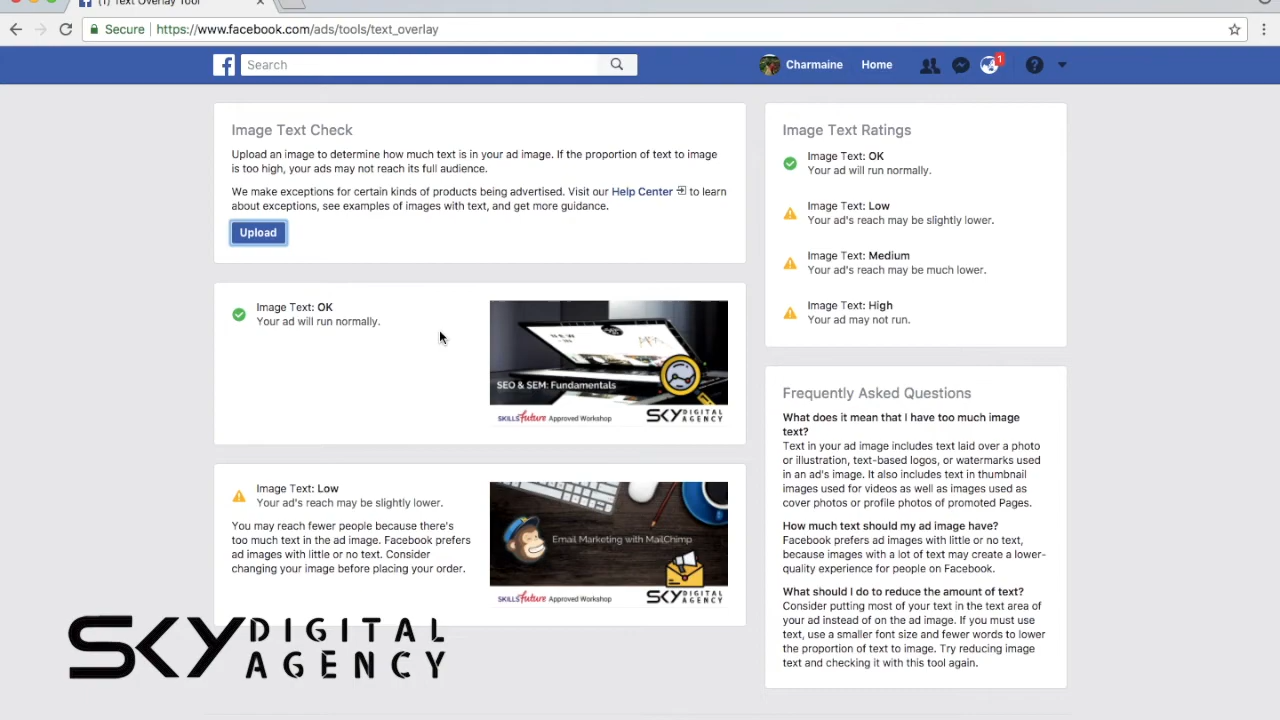 (1) Text Overlay Tool
Secure https://www.facebook.com/ads/tools/text_overlay
Search
Charmaine Home
1
Image Text Check
Upload an image to determine how much text is in your ad image. If the proportion of text to image
is too high, your ads may not reach its full audience.
We make exceptions for certain kinds of products being advertised. Visit our Help Center to learn
about exceptions, see examples of images with text, and get more guidance.
Upload
Image Text: OK
Your ad will run normally.
NEW
SEO & SEM: Fundamentals
SKILLSfuture Approved Workshop
SKY DIGITAL
AGENCY
Image Text: Low
Your ad's reach may be slightly lower.
You may reach fewer people because there's
too much text in the ad image. Facebook prefers
ad images with little or no text. Consider
changing your image before placing your order.
Email Marketing with MailChimp
SKILLSfuture Approved Workshop
SKY DIGITAL
AGENCY
Image Text Ratings
Image Text: OK
Your ad will run normally.
Image Text: Low
Your ad's reach may be slightly lower.
Image Text: Medium
Your ad's reach may be much lower.
Image Text: High
Your ad may not run.
Frequently Asked Questions
What does it mean that I have too much image
text?
Text in your ad image includes text laid over a photo
or illustration, text-based logos, or watermarks used
in an ad's image. It also includes text in thumbnail
images used for videos as well as images used as
cover photos or profile photos of promoted Pages.
How much text should my ad image have?
Facebook prefers ad images with little or no text,
because images with a lot of text may create a lower-
quality experience for people on Facebook.
What should I do to reduce the amount of text?
Consider putting most of your text in the text area of
your ad instead of on the ad image. If you must use
text, use a smaller font size and fewer words to lower
the proportion of text to image. Try reducing image
text and checking it with this tool again.
SKY DIGITAL
AGENCY